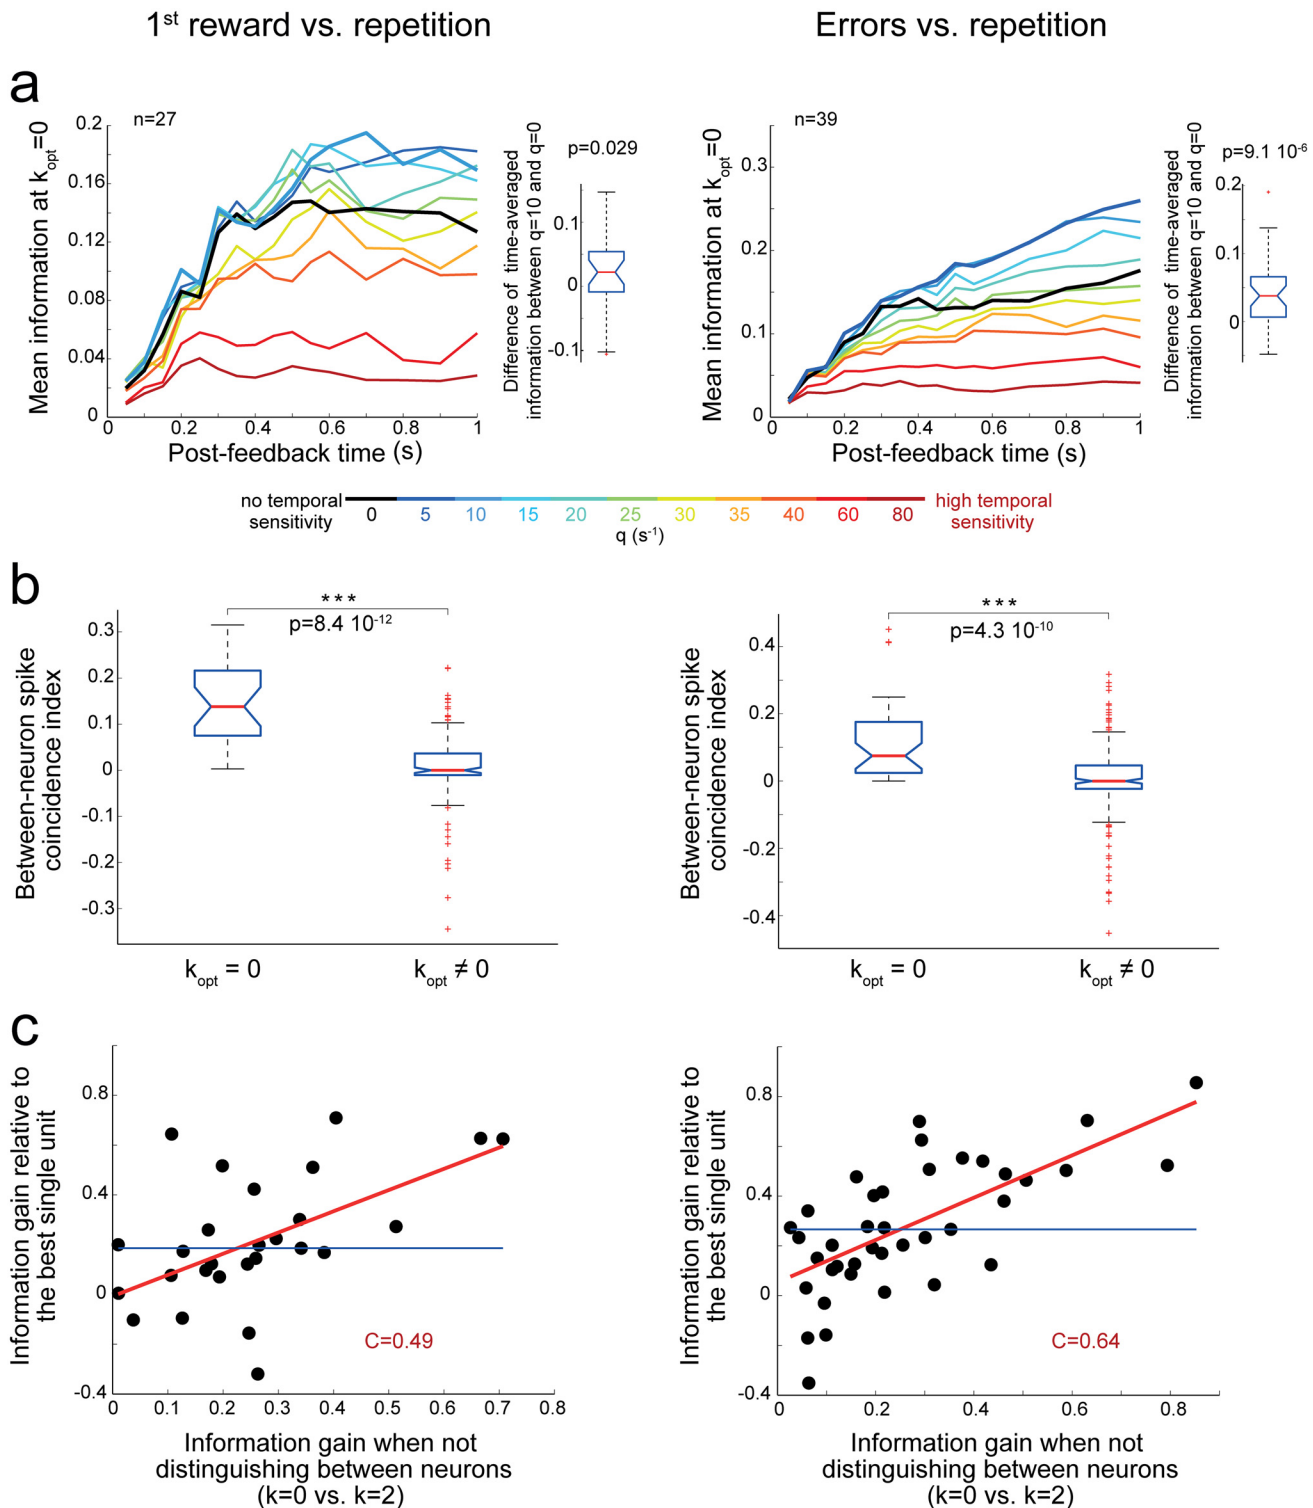 1st reward vs. repetition
Errors vs. repetition
a
n=27
Mean information at kopt=0
0.2
0.16
0.12
0.08
0.04
0
0
0.2
0.4
0.6
0.8
1
Post-feedback time (s)
Difference of time-averaged
information between q=10 and q=0
p=0.029
0.1
0
-0.1
n=39
Mean information at kopt=0
0.3
0.2
0.1
0
0
0.2
0.4
0.6
0.8
1
Post-feedback time (s)
Difference of time-averaged
information between q=10 and q=0
p=9.1 10-6
0.2
0.1
0
no temporal
sensitivity
0
5
10
15
20
25
30
35
40
60
80
q (s-1)
high temporal
sensitivity
b
Between-neuron spike
coincidence index
***
p=8.4 10-12
0.3
0.2
0.1
0
-0.1
-0.2
-0.3
kopt = 0
kopt ≠ 0
Between-neuron spike
coincidence index
***
p=4.3 10-10
0.4
0.2
0
-0.2
-0.4
kopt = 0
kopt ≠ 0
c
Information gain relative to
the best single unit
0.8
0.4
0
-0.4
C=0.49
0
0.1
0.2
0.3
0.4
0.5
0.6
0.7
0.8
Information gain when not
distinguishing between neurons
(k=0 vs. k=2)
Information gain relative to
the best single unit
0.8
0.4
0
-0.4
C=0.64
0
0.2
0.4
0.6
0.8
Information gain when not
distinguishing between neurons
(k=0 vs. k=2)